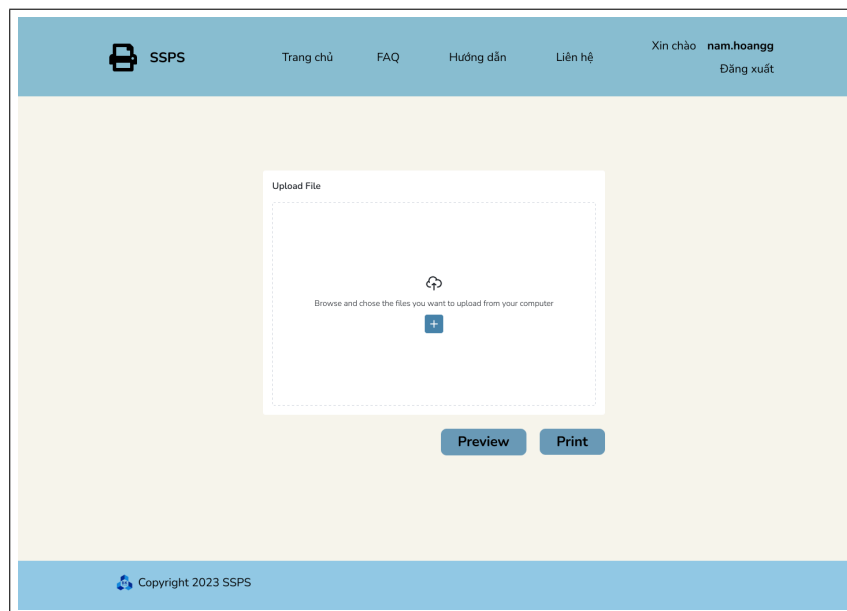 SSPS
Trang chủ
FAQ
Hướng dẫn
Liên hệ
Xin chào nam.hoangg
Đăng xuất
Upload File
Browse and chose the files you want to upload from your computer
Preview
Print
Copyright 2023 SSPS